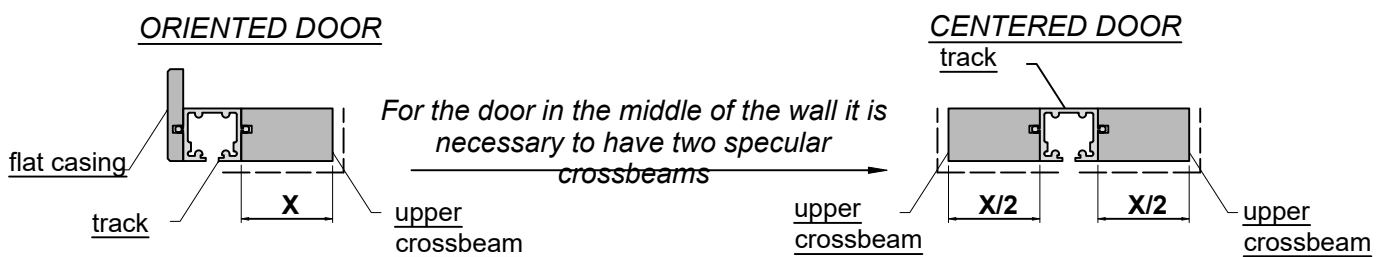 ORIENTED DOOR
flat casing
track
X
upper
crossbeam
For the door in the middle of the wall it is
necessary to have two specular
crossbeams
CENTERED DOOR
track
upper
crossbeam
X/2
X/2
upper
crossbeam